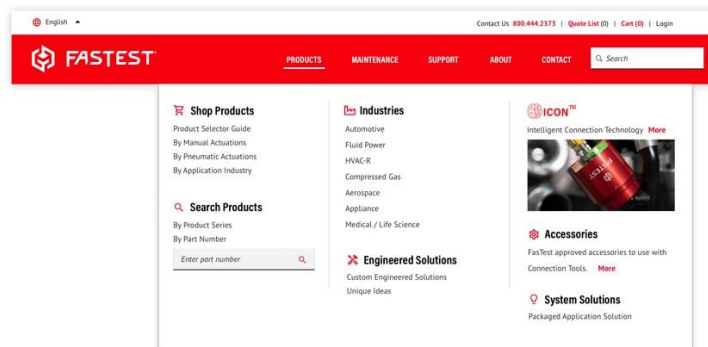 English
Contact Us 800.444.2373 | Quote List (0) | Cart (0) | Login
FASTEST
PRODUCTS MAINTENANCE SUPPORT ABOUT CONTACT Search
Shop Products
Product Selector Guide
By Manual Actuations
By Pneumatic Actuations
By Application Industry
Search Products
By Product Series
By Part Number
Enter part number
Industries
Automotive
Fluid Power
HVAC-R
Compressed Gas
Aerospace
Appliance
Medical / Life Science
Engineered Solutions
Custom Engineered Solutions
Unique Ideas
ICON™
Intelligent Connection Technology More
FASTEST
Accessories
FasTest approved accessories to use with
Connection Tools. More
System Solutions
Packaged Application Solution